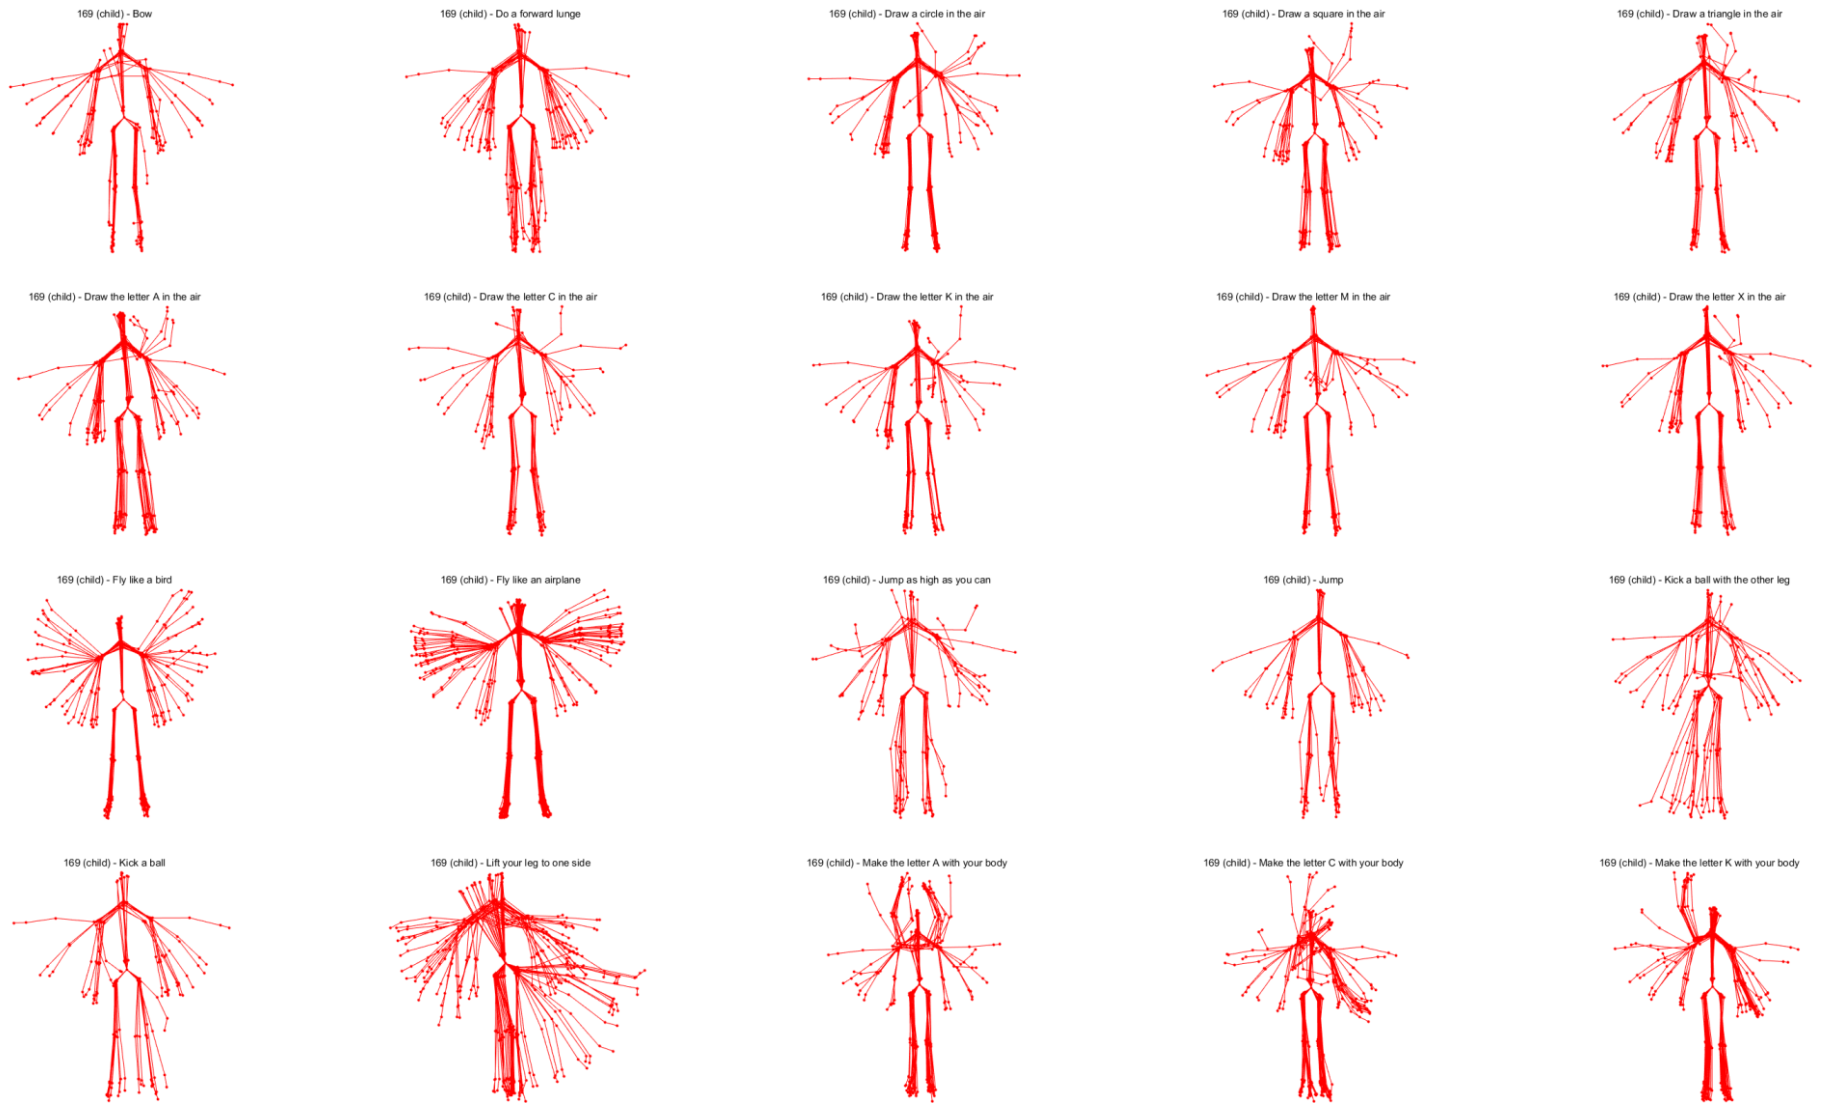 169 (child) - Bow
169 (child) - Do a forward lunge
169 (child) - Draw a circle in the air
169 (child) - Draw a square in the air
169 (child) - Draw a triangle in the air
169 (child) - Draw the letter A in the air
169 (child) - Draw the letter C in the air
169 (child) - Draw the letter K in the air
169 (child) - Draw the letter M in the air
169 (child) - Draw the letter X in the air
169 (child) - Fly like a bird
169 (child) - Fly like an airplane
169 (child) - Jump as high as you can
169 (child) - Jump
169 (child) - Kick a ball with the other leg
169 (child) - Kick a ball
169 (child) - Lift your leg to one side
169 (child) - Make the letter A with your body
169 (child) - Make the letter C with your body
169 (child) - Make the letter K with your body